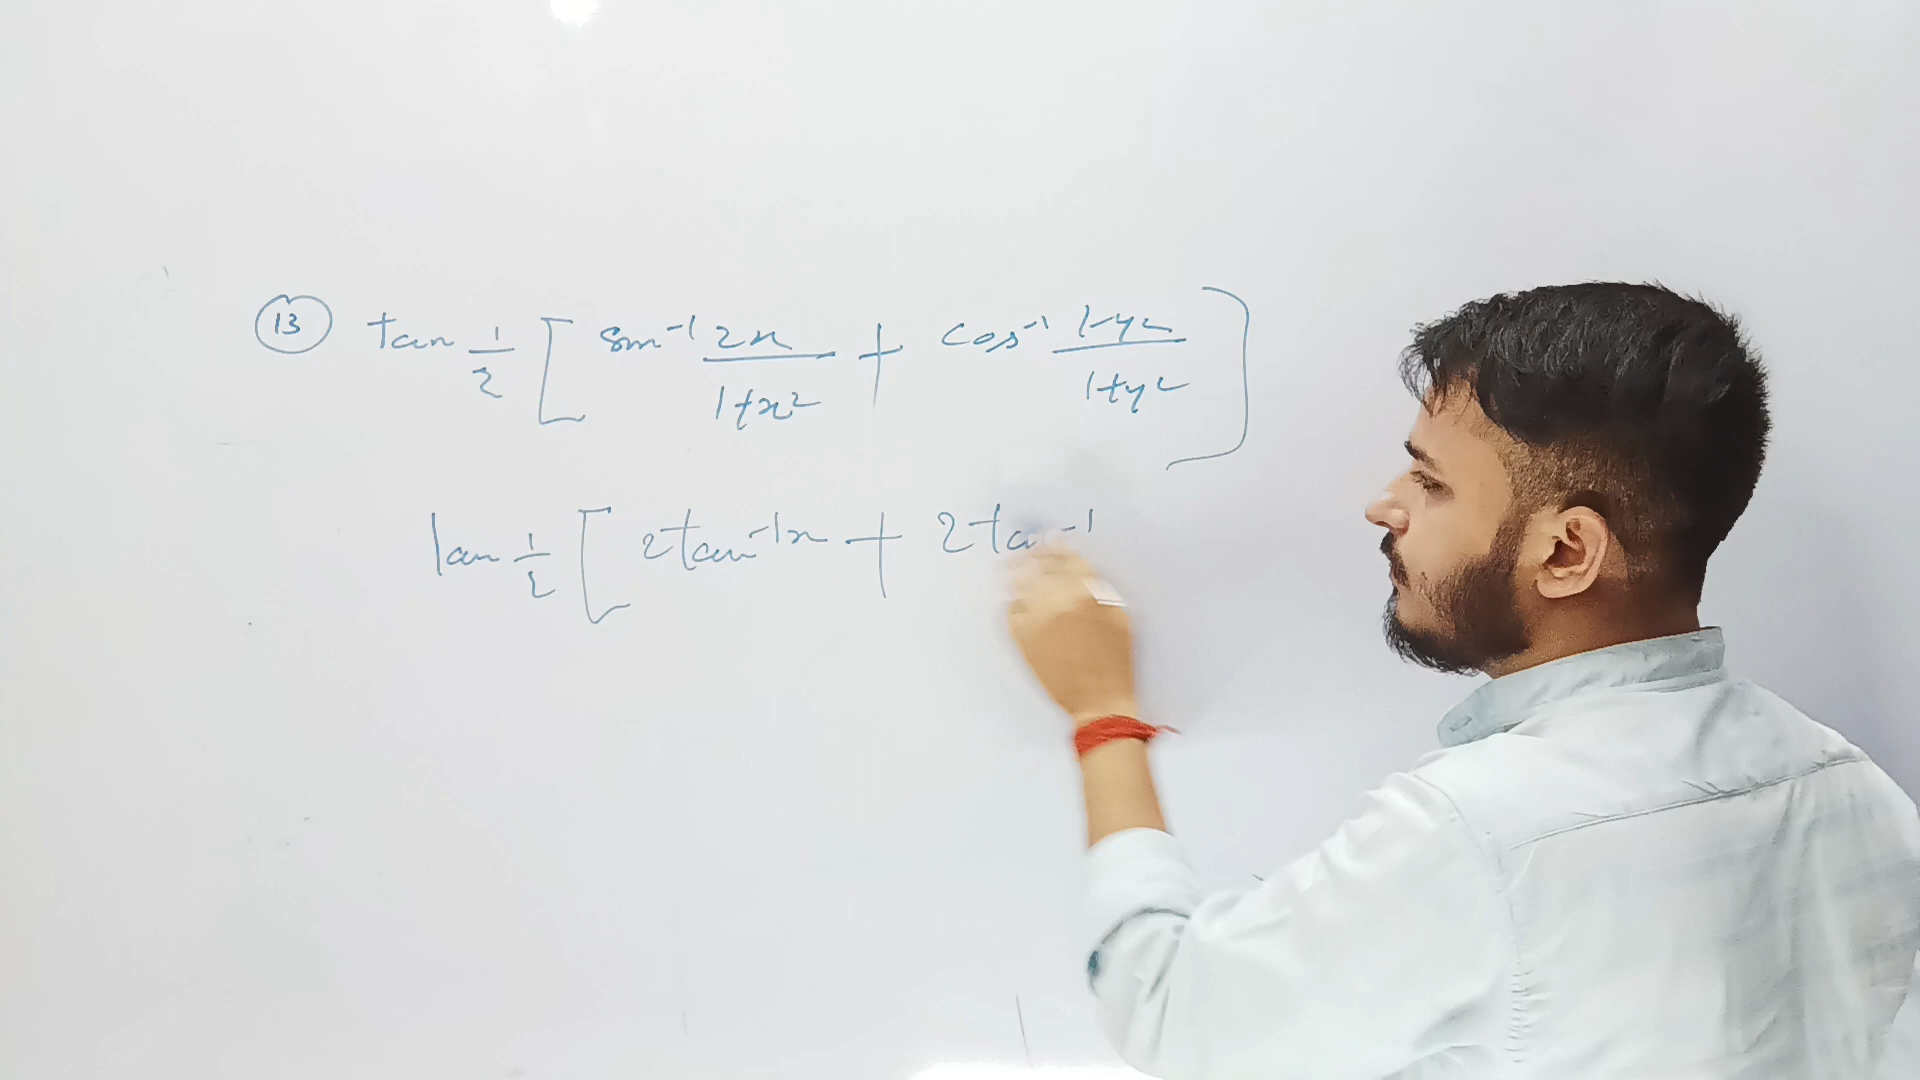 13 tan 1/2 [ sin⁻¹ 2x/1+x² + cos⁻¹ 1-y²/1+y² ]
tan 1/2 [ 2tan⁻¹x + 2tan⁻¹